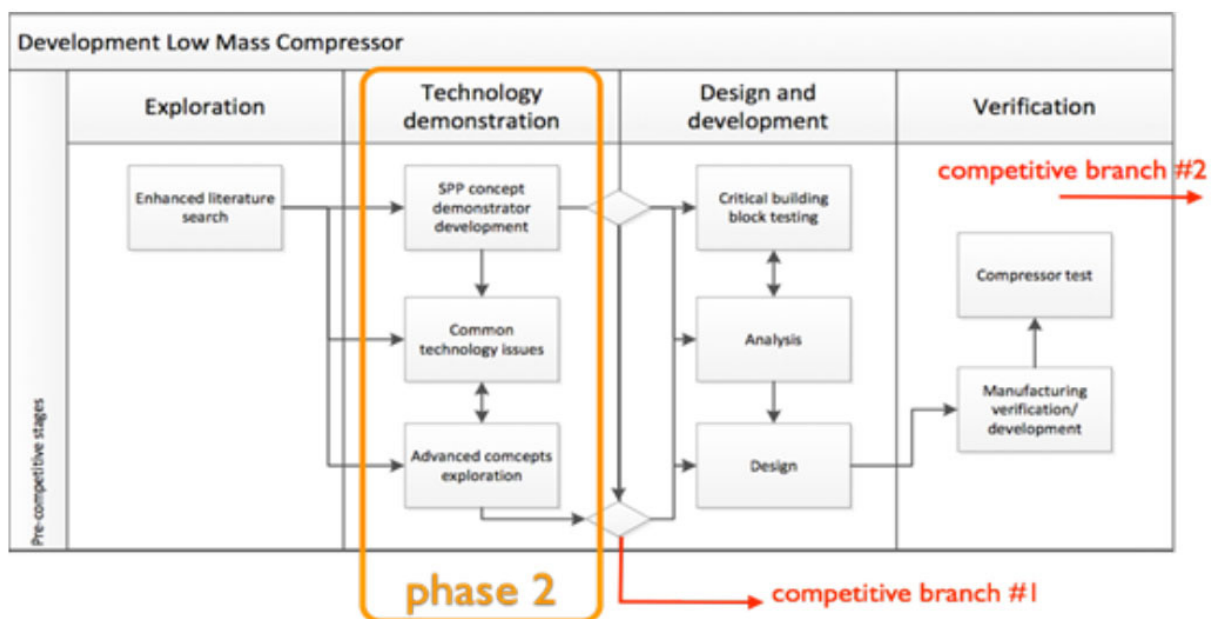 Development Low Mass Compressor
Exploration
Technology
demonstration
Design and
development
Verification
Pre-competitive stages
Enhanced literature
search
SPP concept
demonstrator
development
Common
technology issues
Advanced comcepts
exploration
Critical building
block testing
Analysis
Design
competitive branch #2
Compressor test
Manufacturing
verification/
development
phase 2
competitive branch #1